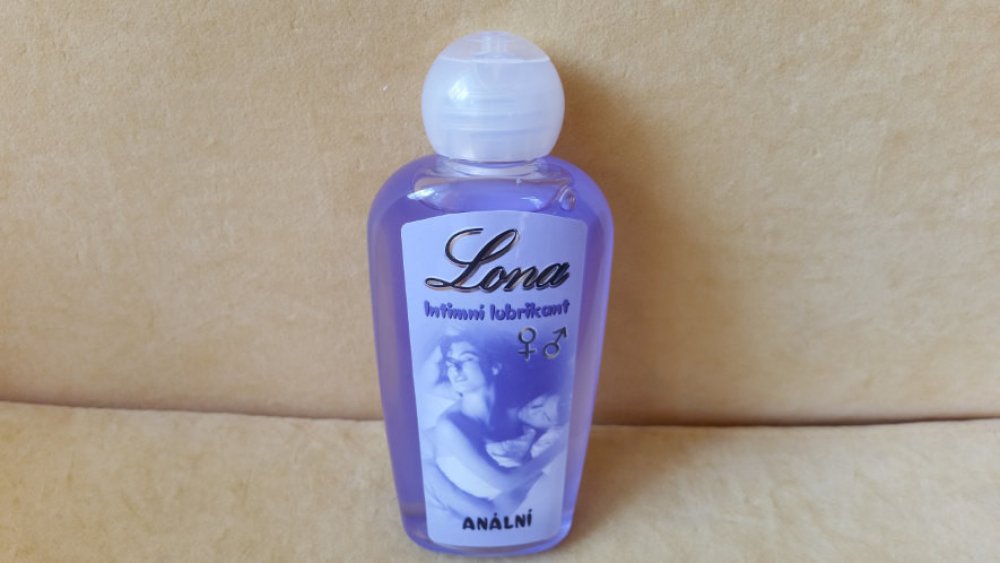 Lona
Intimní lubrikant
ANÁLNÍ